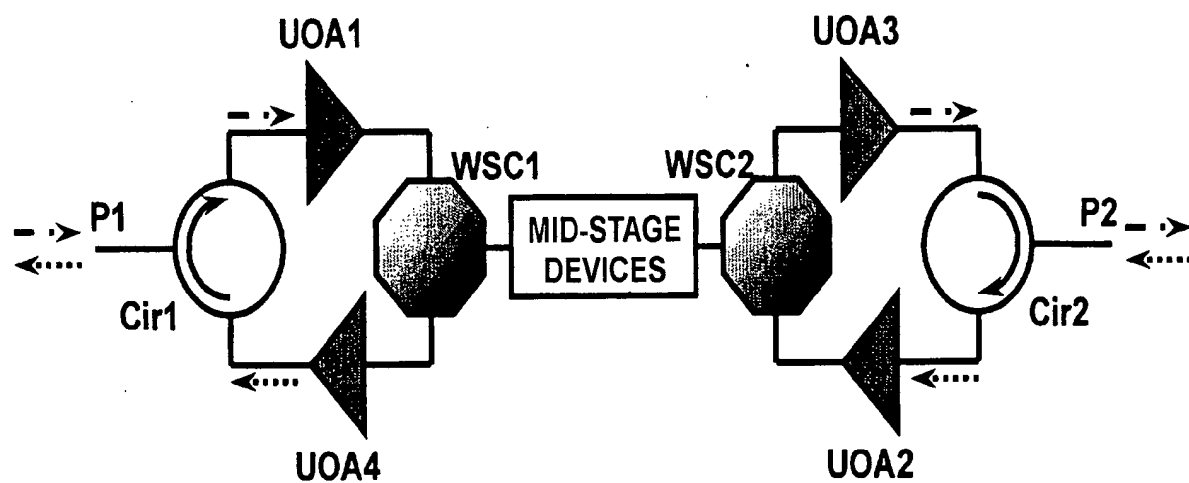 UOA1
UOA3
WSC1
WSC2
P1
MID-STAGE
DEVICES
P2
Cir1
Cir2
UOA4
UOA2